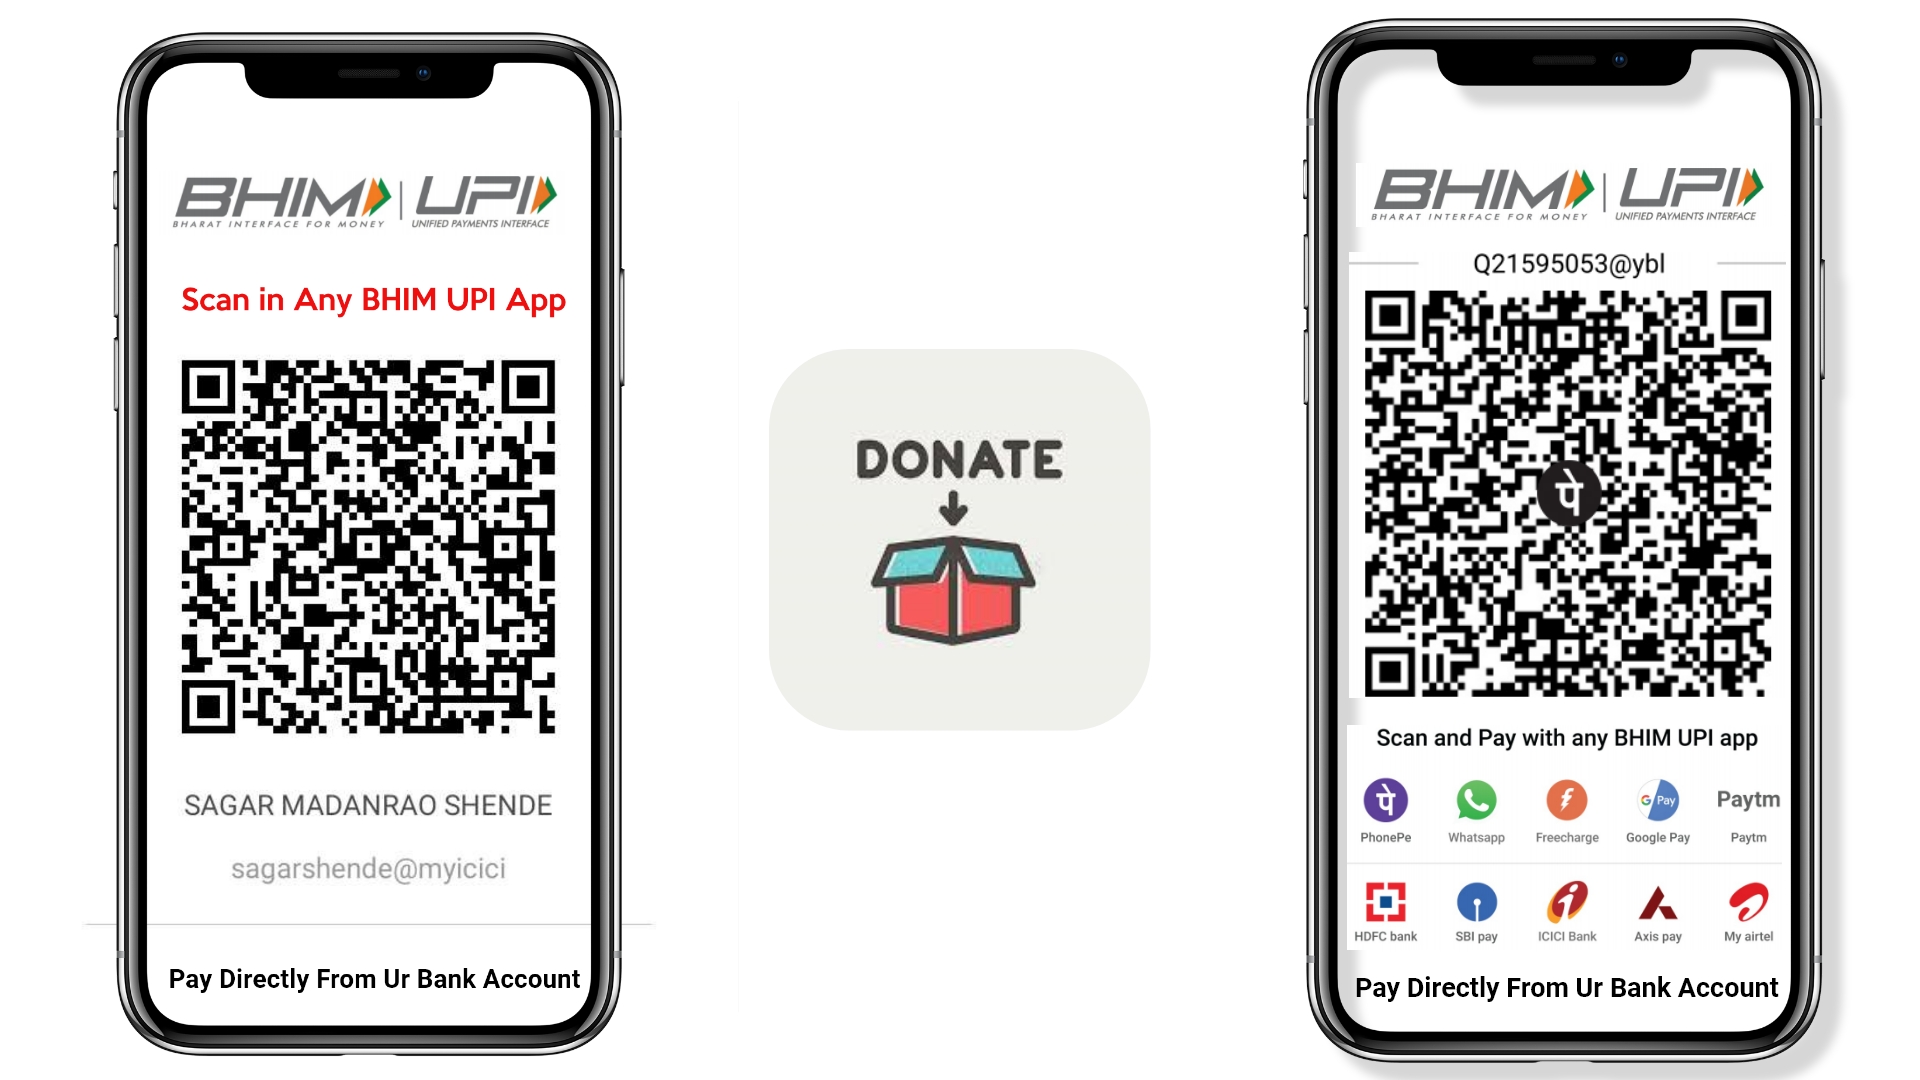 BHIM | UPI
BHARAT INTERFACE FOR MONEY UNIFIED PAYMENTS INTERFACE
Scan in Any BHIM UPI App
SAGAR MADANRAO SHENDE
sagarshende@myicici
Pay Directly From Ur Bank Account
DONATE
BHIM | UPI
BHARAT INTERFACE FOR MONEY UNIFIED PAYMENTS INTERFACE
Q21595053@ybl
पे
Scan and Pay with any BHIM UPI app
पे G Pay Paytm
PhonePe Whatsapp Freecharge Google Pay Paytm
HDFC bank SBI pay ICICI Bank Axis pay My airtel
Pay Directly From Ur Bank Account